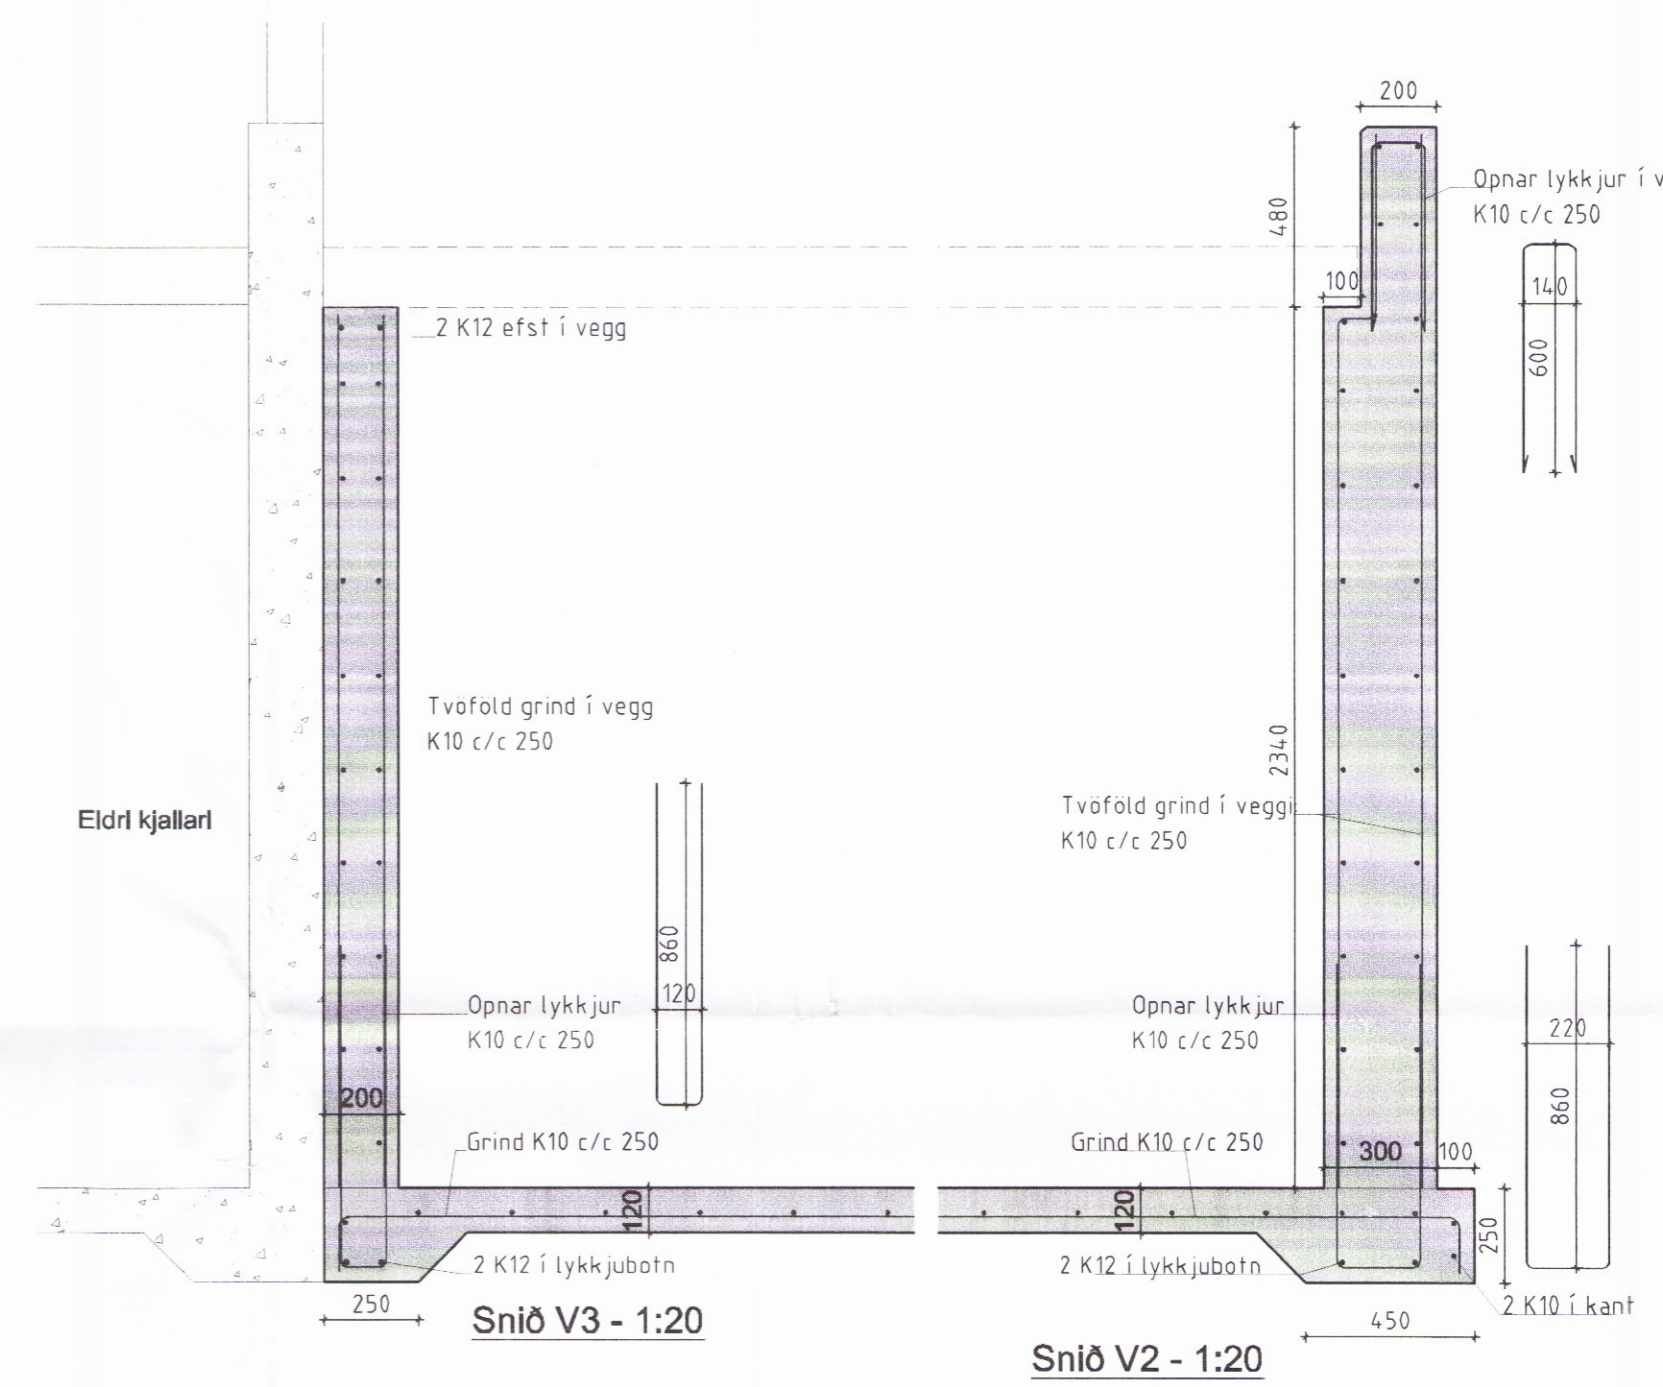 200
480
Opnar lykkjur í v
K10 c/c 250
100
140
600
2 K12 efst í vegg
Tvöföld grind í vegg
K10 c/c 250
2340
Tvöföld grind í veggi
K10 c/c 250
Eldri kjallari
860
120
Opnar lykkjur
K10 c/c 250
Opnar lykkjur
K10 c/c 250
220
860
200
Grind K10 c/c 250
Grind K10 c/c 250
300
100
120
120
250
2 K12 í lykkjubotn
2 K12 í lykkjubotn
250
2 K10 í kant
Snið V3 - 1:20
450
Snið V2 - 1:20